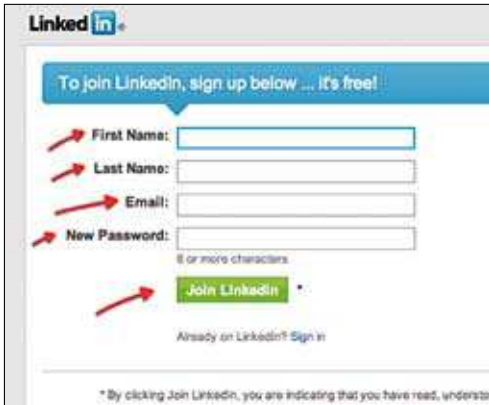 Linked in
To join LinkedIn, sign up below ... it's free!
First Name:
Last Name:
Email:
New Password:
6 or more characters
Join LinkedIn *
Already on LinkedIn? Sign in
* By clicking Join LinkedIn, you are indicating that you have read, understo